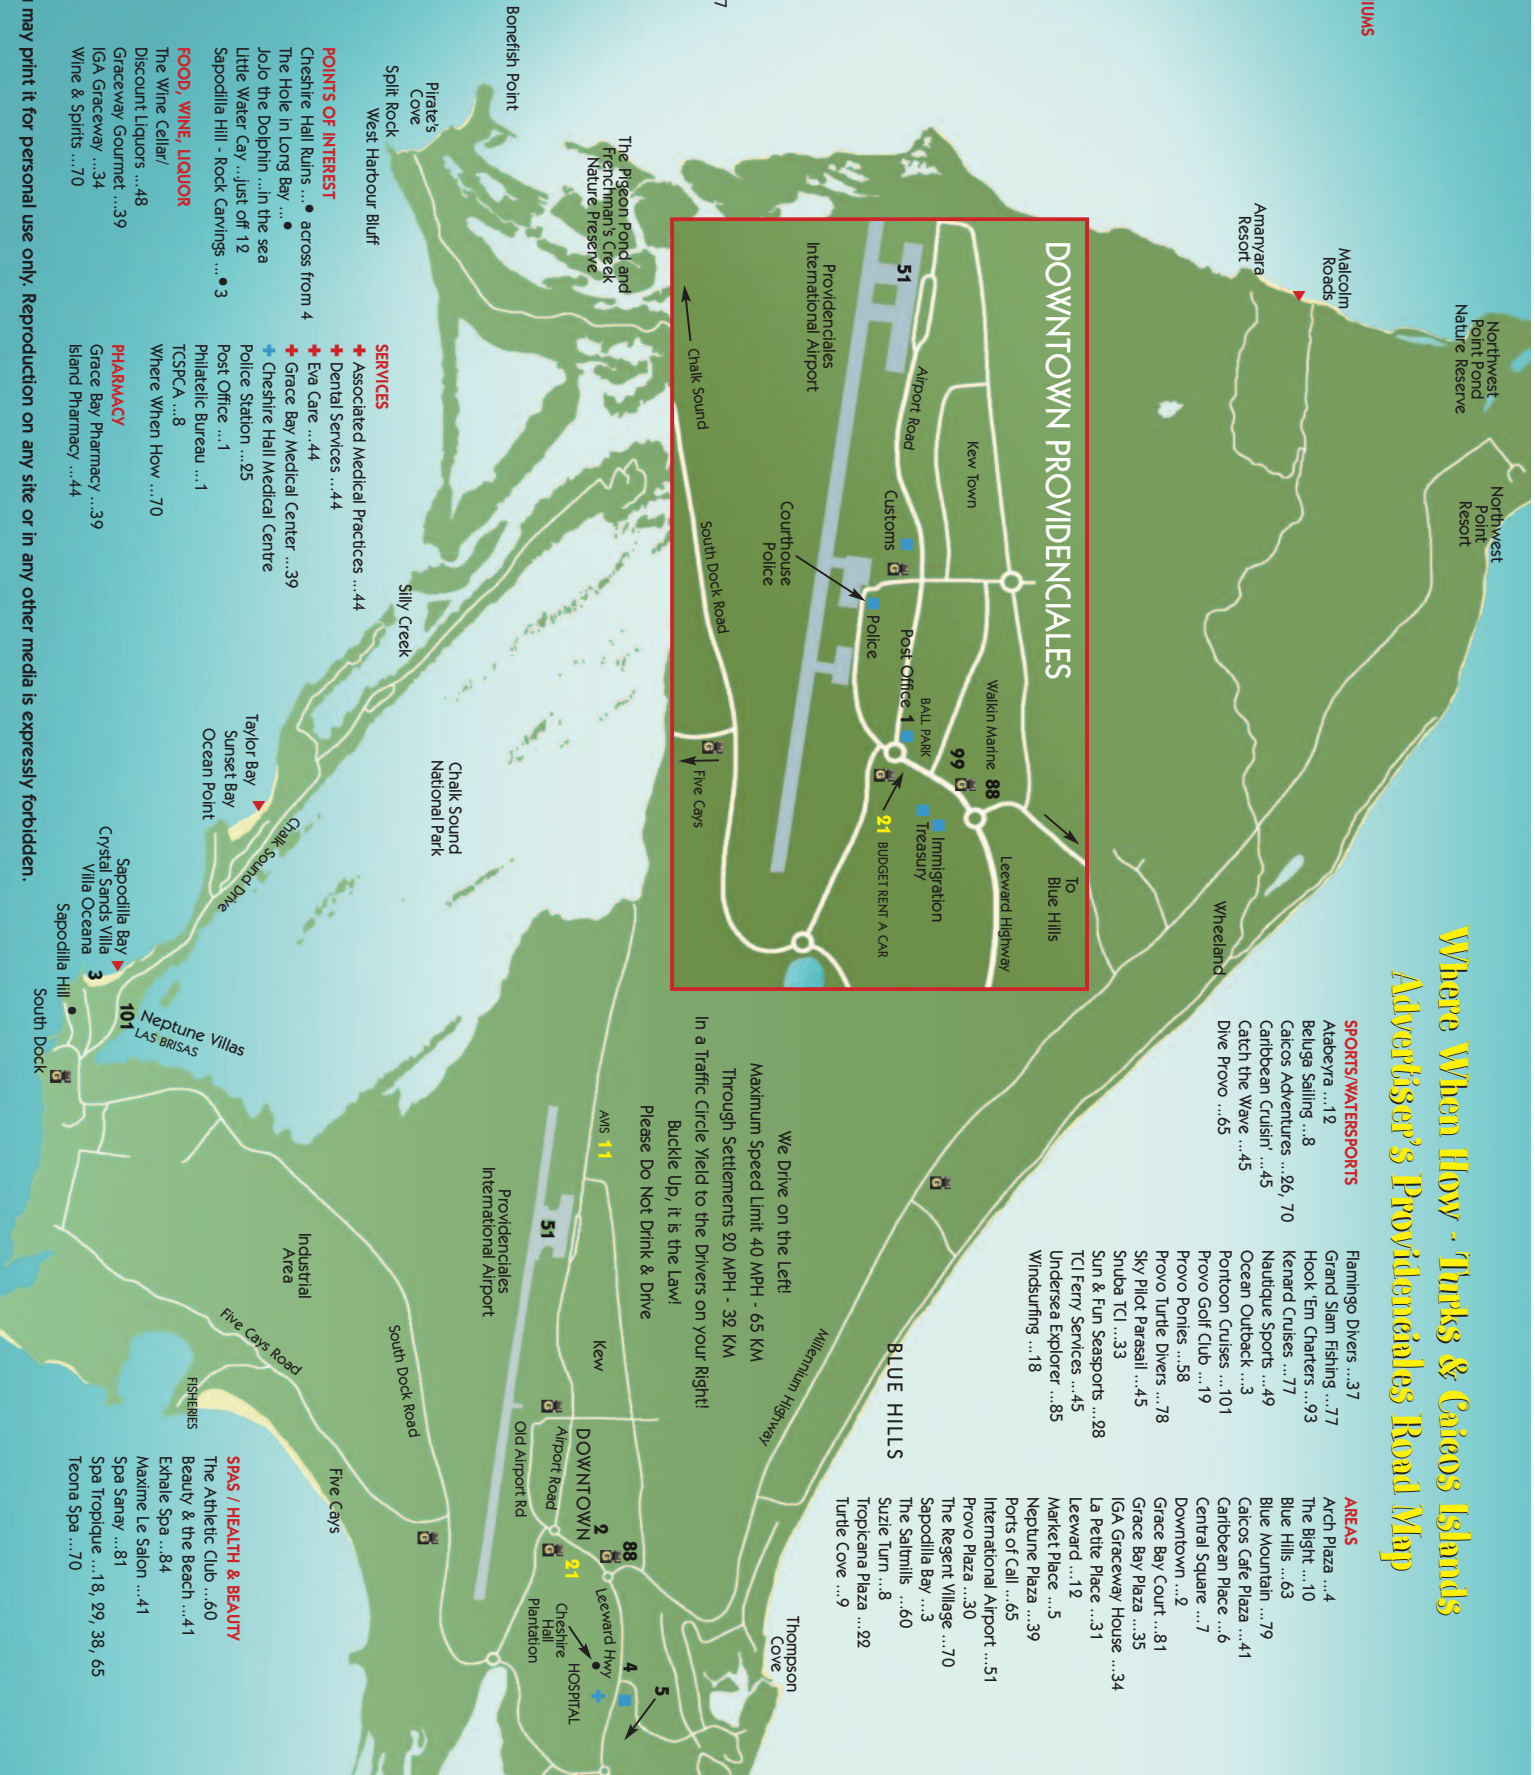 Where When How - Turks & Caicos Islands
Advertiser's Providenciales Road Map
IUMS
7
Northwest
Point Pond
Nature Reserve
Northwest
Point
Resort
Malcolm
Roads
Amanyara
Resort
Wheeland
SPORTS/WATERSPORTS
Atabeyra ...12
Beluga Sailing ...8
Caicos Adventures ...26, 70
Caribbean Cruisin' ...45
Catch the Wave ...45
Dive Provo ...65
Flamingo Divers ...37
Grand Slam Fishing ...77
Hook 'Em Charters ...93
Kenard Cruises ...77
Nautique Sports ...49
Ocean Outback ...3
Pontoon Cruises ...101
Provo Golf Club ...19
Provo Ponies ...58
Provo Turtle Divers ...78
Sky Pilot Parasail ...45
Snuba TCI ...33
Sun & Fun Seasports ...28
TCI Ferry Services ...45
Undersea Explorer ...85
Windsurfing ...18
AREAS
Arch Plaza ...4
The Bight ...10
Blue Hills ...63
Blue Mountain ...79
Caicos Cafe Plaza ...41
Caribbean Place ...6
Central Square ...7
Downtown ...2
Grace Bay Court ...81
Grace Bay Plaza ...35
IGA Graceway House ...34
La Petite Place ...31
Leeward ...12
Market Place ...5
Neptune Plaza ...39
Ports of Call ...65
International Airport ...51
Provo Plaza ...30
The Regent Village ...70
Sapodilla Bay ...3
The Saltmills ...60
Suzie Turn ...8
Tropicana Plaza ...22
Turtle Cove ...9
DOWNTOWN PROVIDENCIALES
To
Blue Hills
Leeward Highway
Walkin Marine
88
99
Kew Town
Immigration
Treasury
BALL PARK
Post Office 1
21 BUDGET RENT A CAR
Airport Road
51
Customs
Police
Courthouse
Police
Providenciales
International Airport
South Dock Road
Chalk Sound
Five Cays
The Pigeon Pond and
Frenchman's Creek
Nature Preserve
Bonefish Point
Pirate's
Cove
Split Rock
West Harbour Bluff
BLUE HILLS
Millennium Highway
We Drive on the Left!
Maximum Speed Limit 40 MPH - 65 KM
Through Settlements 20 MPH - 32 KM
In a Traffic Circle Yield to the Drivers on your Right!
Buckle Up, it is the Law!
Please Do Not Drink & Drive
Thompson
Cove
AVIS 11
51
Providenciales
International Airport
Kew
DOWNTOWN
2
88
21
Airport Road
Old Airport Rd
Leeward Hwy
4
5
Cheshire
Hall
Plantation
HOSPITAL
South Dock Road
Five Cays Road
Industrial
Area
FISHERIES
Five Cays
Chalk Sound
National Park
Silly Creek
Taylor Bay
Sunset Bay
Ocean Point
Chalk Sound Drive
Sapodilla Bay
Crystal Sands Villa
Villa Oceana
3
Sapodilla Hill
101
Neptune Villas
LAS BRISAS
South Dock
POINTS OF INTEREST
Cheshire Hall Ruins ...● across from 4
The Hole in Long Bay ...●
JoJo the Dolphin ...in the sea
Little Water Cay ...just off 12
Sapodilla Hill - Rock Carvings ...●3
FOOD, WINE, LIQUOR
The Wine Cellar/
Discount Liquors ...48
Graceway Gourmet ...39
IGA Graceway ...34
Wine & Spirits ...70
SERVICES
Associated Medical Practices ...44
Dental Services ...44
Eva Care ...44
Grace Bay Medical Center ...39
Cheshire Hall Medical Centre
Police Station ...25
Post Office ...1
Philatelic Bureau ...1
TCSPCA ...8
Where When How ...70
PHARMACY
Grace Bay Pharmacy ...39
Island Pharmacy ...44
SPAS / HEALTH & BEAUTY
The Athletic Club ...60
Beauty & the Beach ...41
Exhale Spa ...84
Maxime Le Salon ...41
Spa Sanay ...81
Spa Tropique ...18, 29, 38, 65
Teona Spa ...70
may print it for personal use only. Reproduction on any site or in any other media is expressly forbidden.